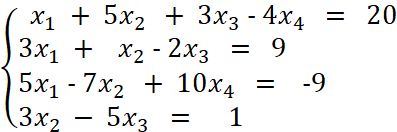 x₁ + 5x₂ + 3x₃ - 4x₄ = 20
3x₁ + x₂ - 2x₃ = 9
5x₁ - 7x₂ + 10x₄ = -9
3x₂ − 5x₃ = 1